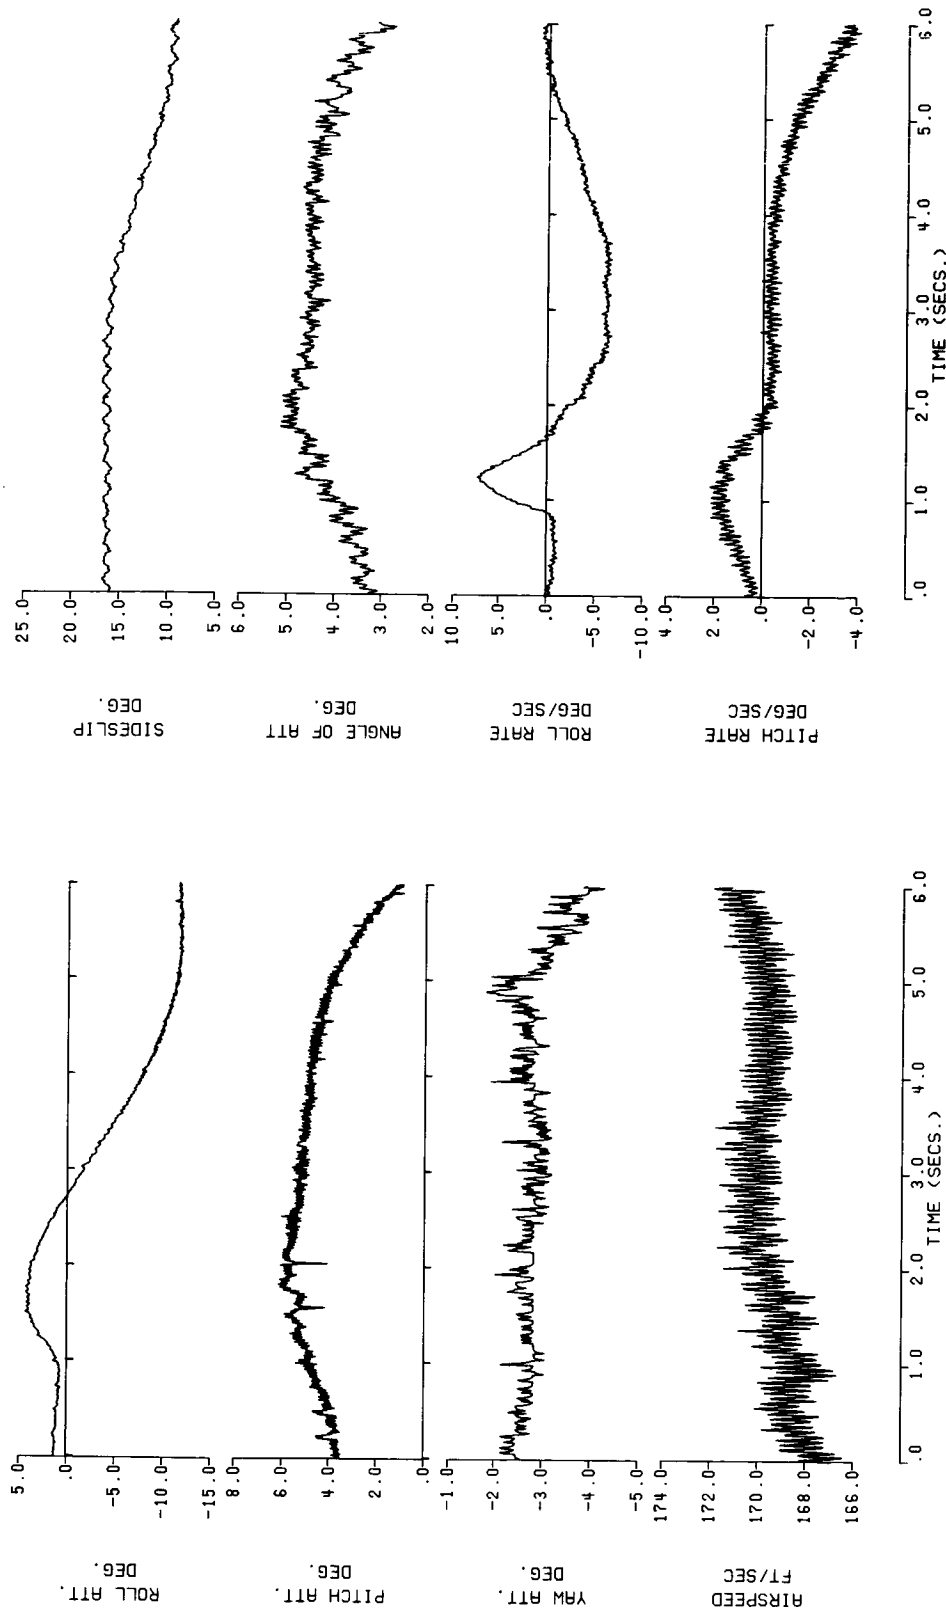 SIDESLIP
DEG.
25.0
20.0
15.0
10.0
5.0
ANGLE OF ATT
DEG.
6.0
5.0
4.0
3.0
2.0
ROLL RATE
DEG/SEC
10.0
5.0
.0
-5.0
-10.0
PITCH RATE
DEG/SEC
4.0
2.0
.0
-2.0
-4.0
.0 1.0 2.0 3.0 4.0 5.0 6.0
TIME (SECS.)
ROLL ATT.
DEG.
5.0
.0
-5.0
-10.0
-15.0
PITCH ATT.
DEG.
8.0
6.0
4.0
2.0
.0
YAW ATT.
DEG.
-1.0
-2.0
-3.0
-4.0
-5.0
AIRSPEED
FT/SEC
174.0
172.0
170.0
168.0
166.0
.0 1.0 2.0 3.0 4.0 5.0 6.0
TIME (SECS.)